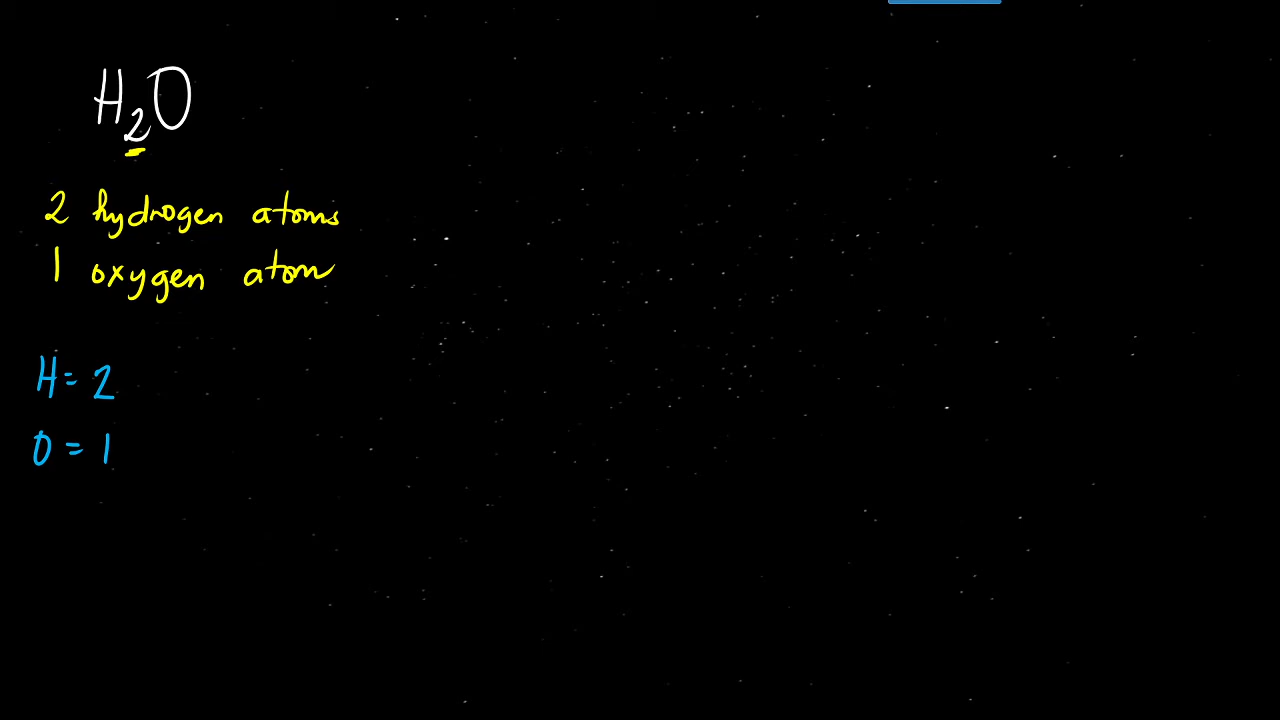 H₂O
2 hydrogen atoms
1 oxygen atom
H = 2
O = 1